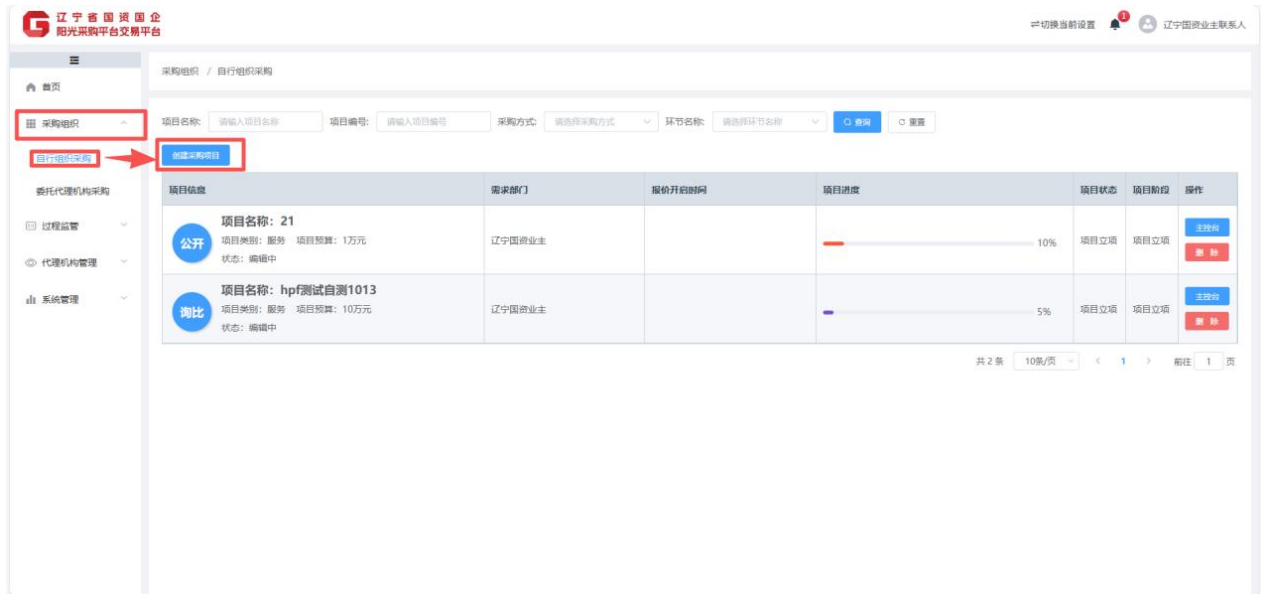 辽宁省国资国企
阳光采购平台交易平台
切换当前设置 1 辽宁国资业主联系人
首页
采购组织
自行组织采购
委托代理机构采购
过程监管
代理机构管理
系统管理
采购组织 / 自行组织采购
项目名称: 请输入项目名称 项目编号: 请输入项目编号 采购方式: 请选择采购方式 环节名称: 请选择环节名称 查询 重置
创建采购项目
项目信息 需求部门 报价开启时间 项目进度 项目状态 项目阶段 操作
公开 项目名称：21
项目类别：服务 项目预算：1万元
状态：编辑中
辽宁国资业主 10% 项目立项 项目立项 主控台
删 除
询比 项目名称：hpf测试自测1013
项目类别：服务 项目预算：10万元
状态：编辑中
辽宁国资业主 5% 项目立项 项目立项 主控台
删 除
共 2 条 10条/页 < 1 > 前往 1 页